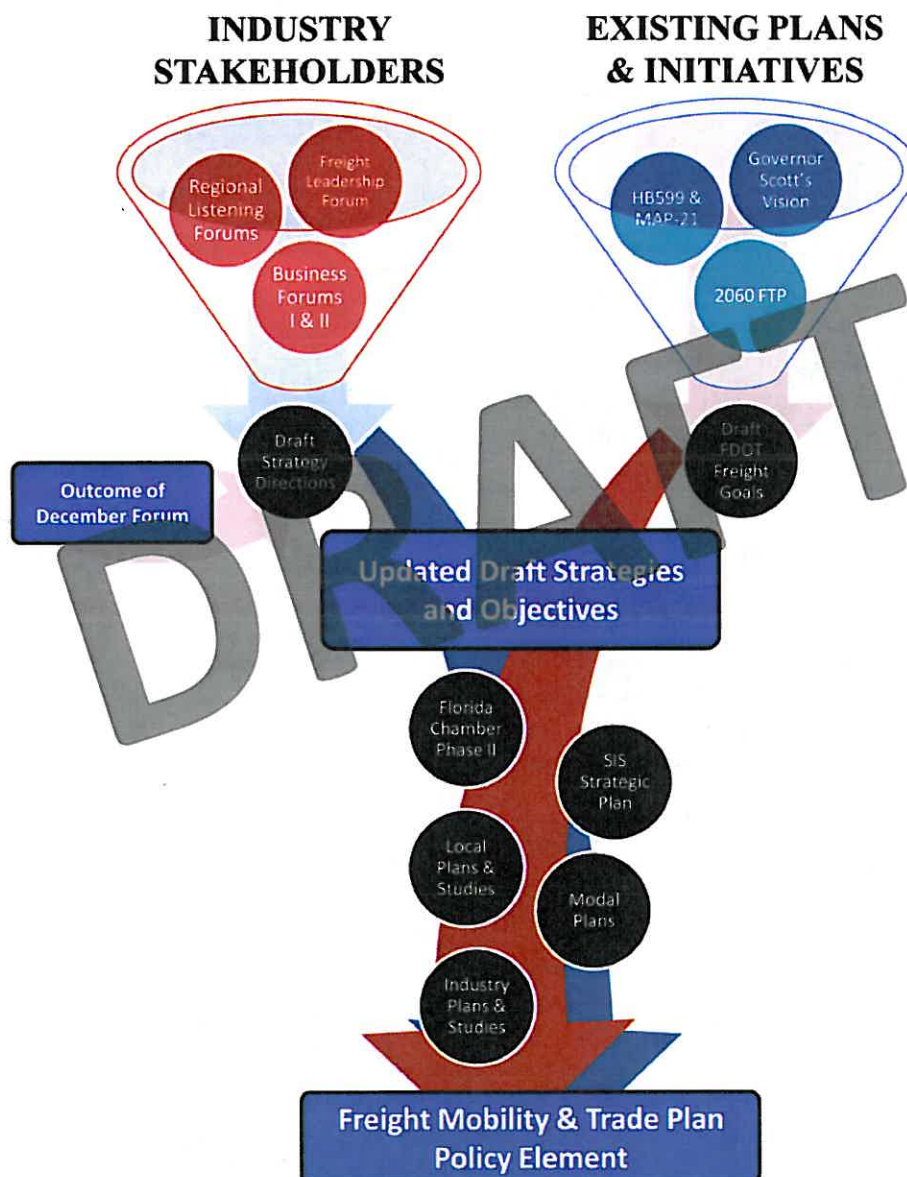 INDUSTRY
STAKEHOLDERS
EXISTING PLANS
& INITIATIVES
Regional
Listening
Forums
Freight
Leadership
Forum
Business
Forums
I & II
HB599 &
MAP-21
Governor
Scott's
Vision
2060 FTP
Draft
Strategy
Directions
Draft
FDOT
Freight
Goals
Outcome of
December Forum
DRAFT
Updated Draft Strategies
and Objectives
Florida
Chamber
Phase II
SIS
Strategic
Plan
Local
Plans &
Studies
Modal
Plans
Industry
Plans &
Studies
Freight Mobility & Trade Plan
Policy Element